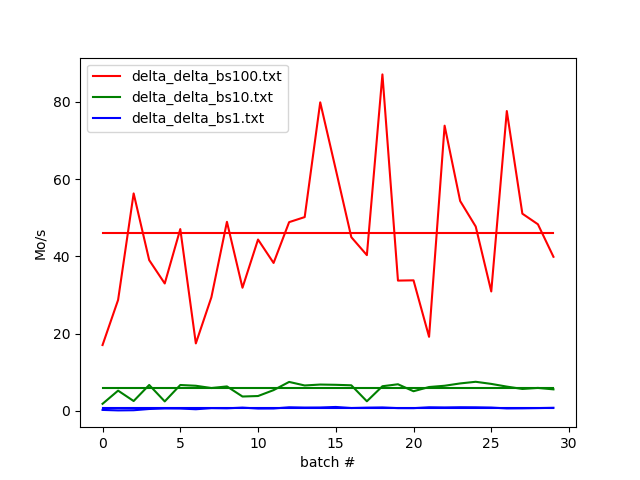 delta_delta_bs100.txt
delta_delta_bs10.txt
delta_delta_bs1.txt
80
60
40
20
0
Mo/s
0 5 10 15 20 25 30
batch #